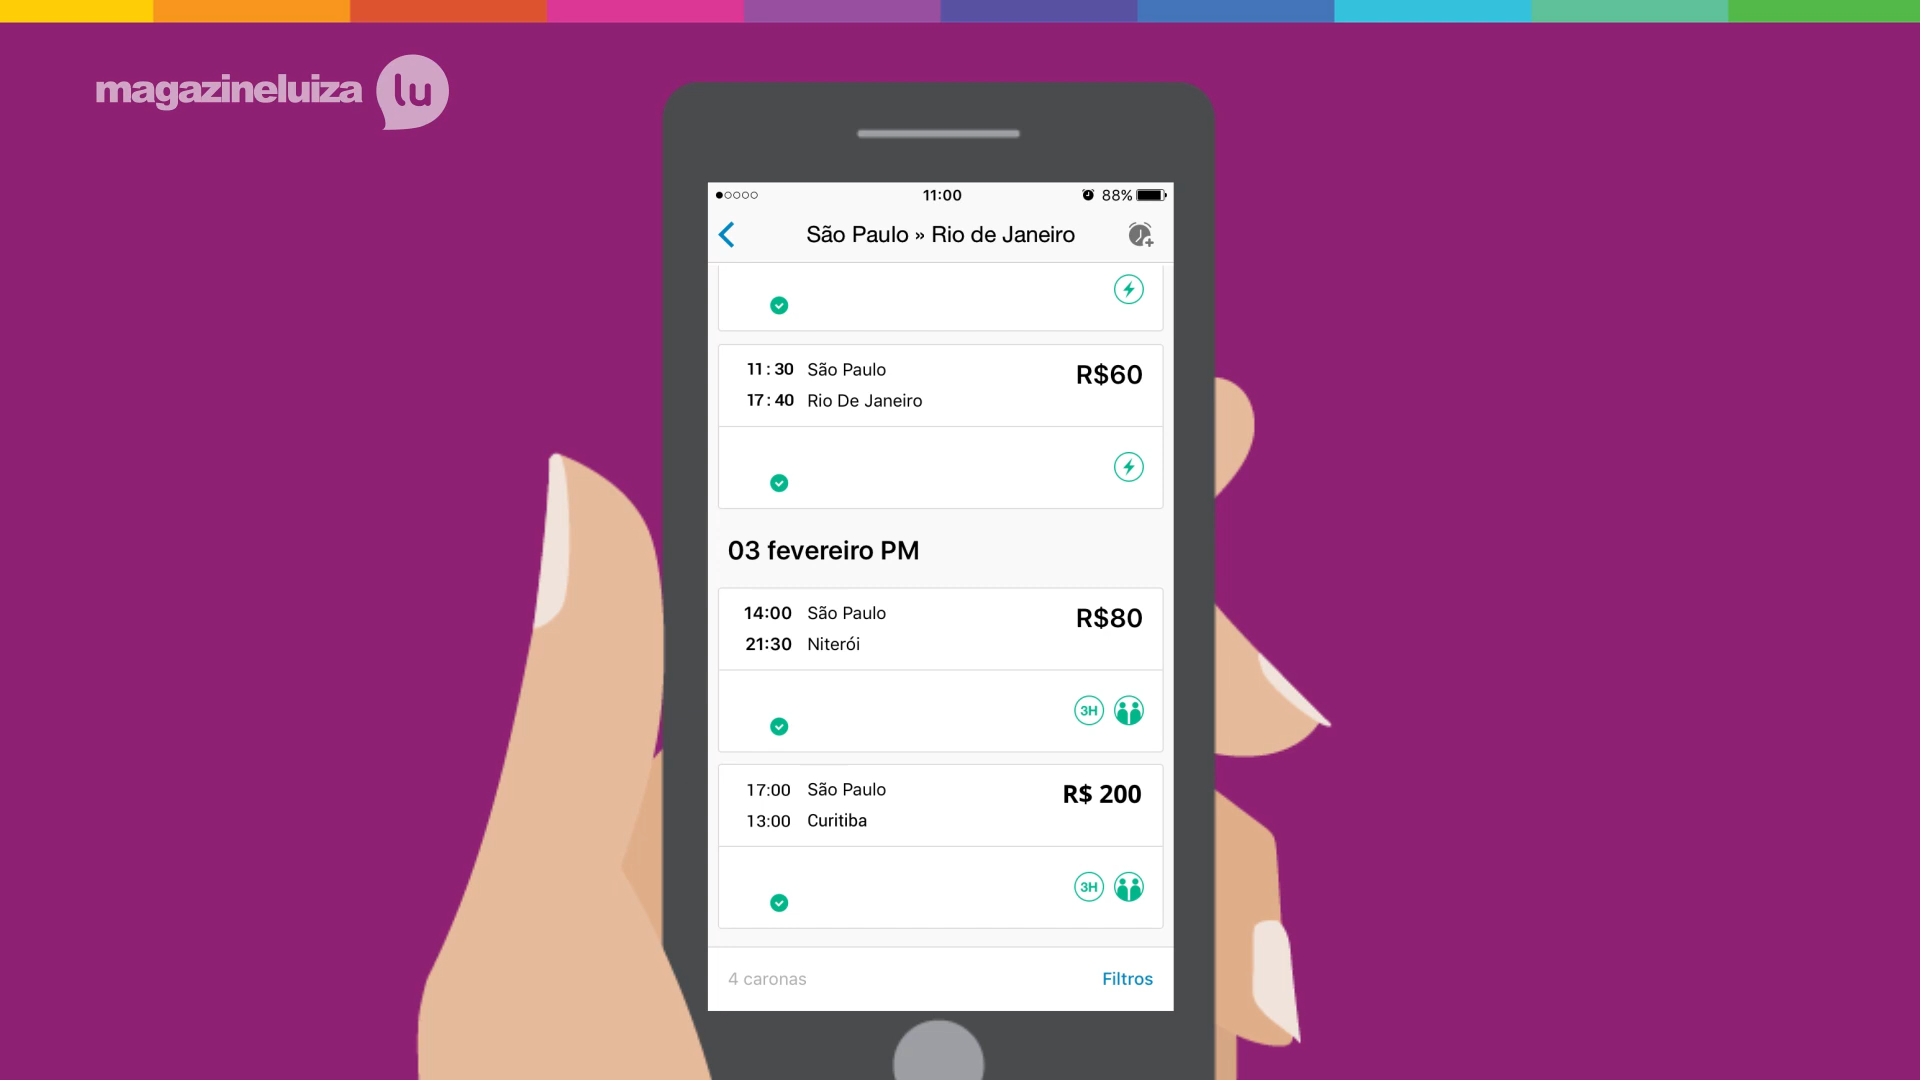 magazineluiza lu
11:00
88%
São Paulo » Rio de Janeiro
11:30 São Paulo R$60
17:40 Rio De Janeiro
03 fevereiro PM
14:00 São Paulo R$80
21:30 Niterói
3H
17:00 São Paulo R$ 200
13:00 Curitiba
3H
4 caronas Filtros